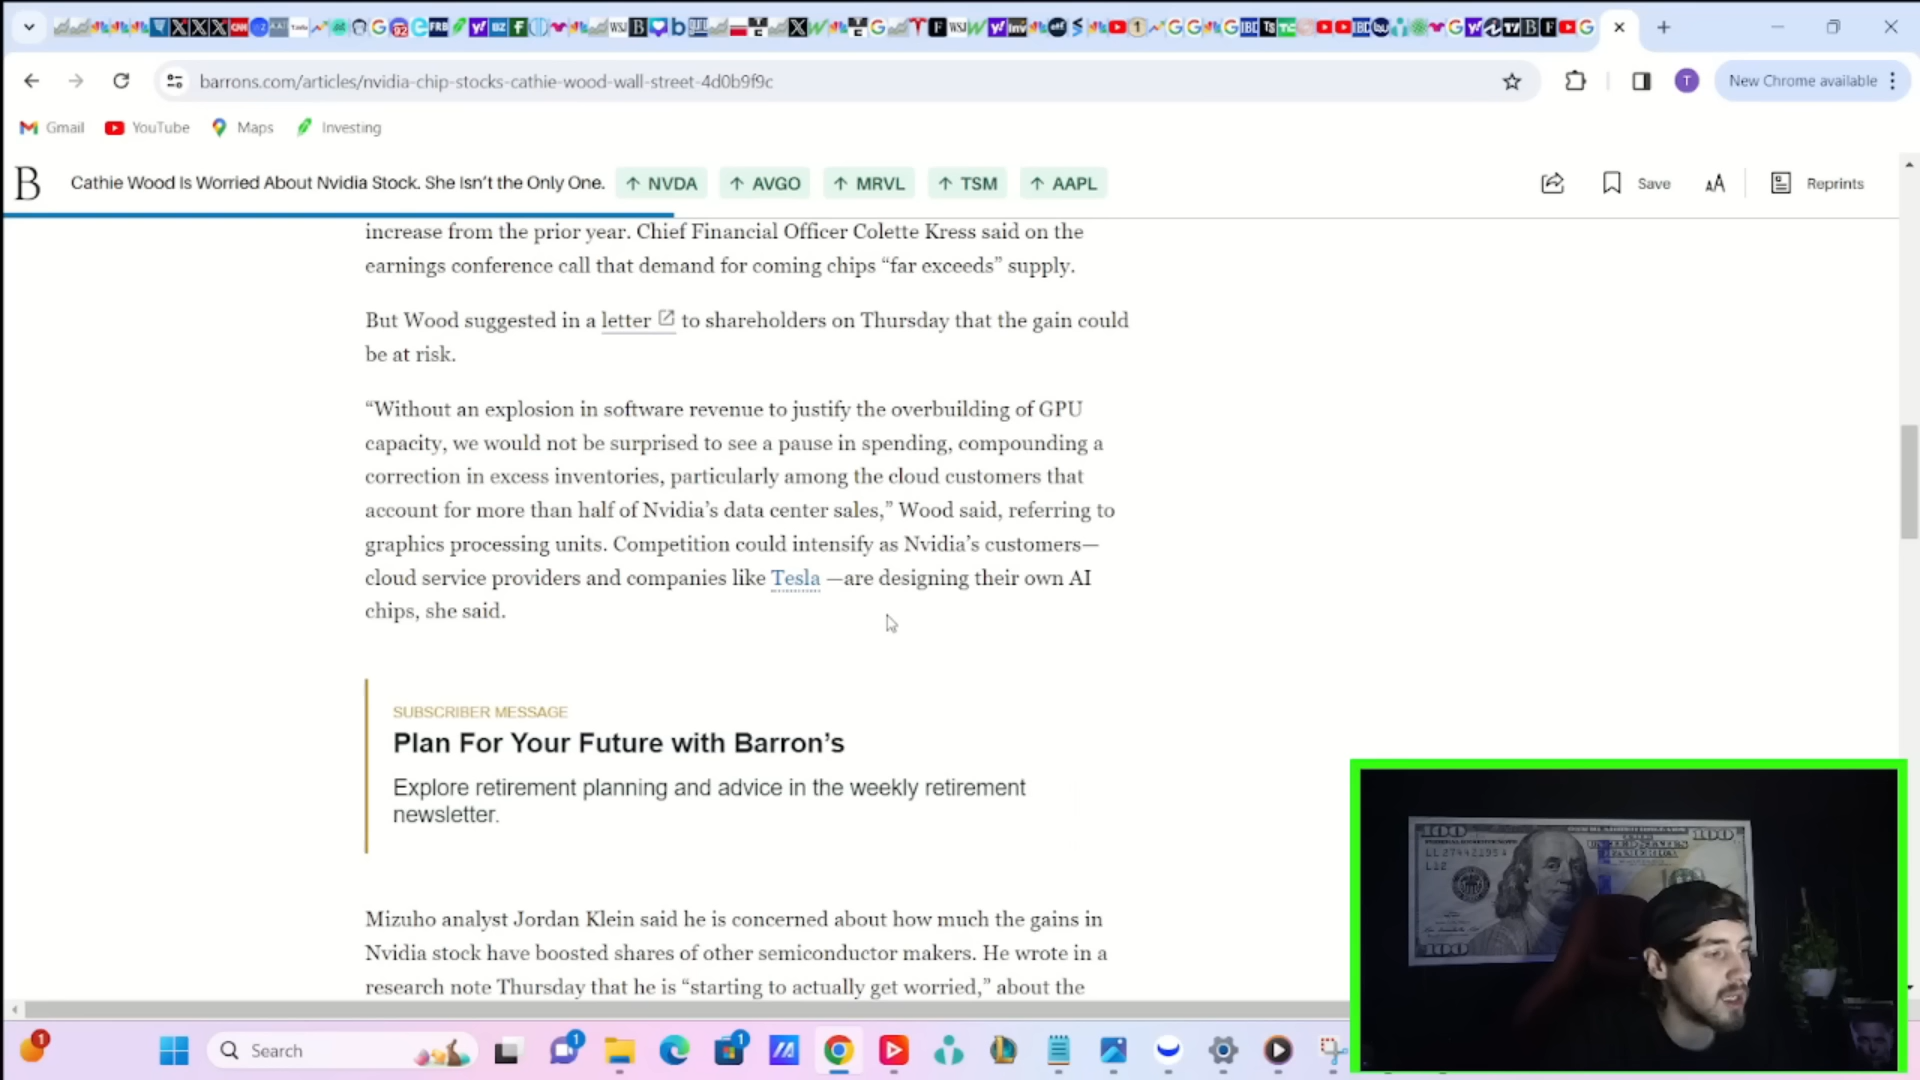 barrons.com/articles/nvidia-chip-stocks-cathie-wood-wall-street-4d0b9f9c
T
New Chrome available
Gmail
YouTube
Maps
Investing
B
Cathie Wood Is Worried About Nvidia Stock. She Isn't the Only One.
↑ NVDA
↑ AVGO
↑ MRVL
↑ TSM
↑ AAPL
AA
Save
Reprints
increase from the prior year. Chief Financial Officer Colette Kress said on the
earnings conference call that demand for coming chips “far exceeds” supply.
But Wood suggested in a letter to shareholders on Thursday that the gain could
be at risk.
“Without an explosion in software revenue to justify the overbuilding of GPU
capacity, we would not be surprised to see a pause in spending, compounding a
correction in excess inventories, particularly among the cloud customers that
account for more than half of Nvidia’s data center sales,” Wood said, referring to
graphics processing units. Competition could intensify as Nvidia’s customers—
cloud service providers and companies like Tesla —are designing their own AI
chips, she said.
SUBSCRIBER MESSAGE
Plan For Your Future with Barron’s
Explore retirement planning and advice in the weekly retirement
newsletter.
Mizuho analyst Jordan Klein said he is concerned about how much the gains in
Nvidia stock have boosted shares of other semiconductor makers. He wrote in a
research note Thursday that he is “starting to actually get worried,” about the
100
100
100
1
Search
1
1